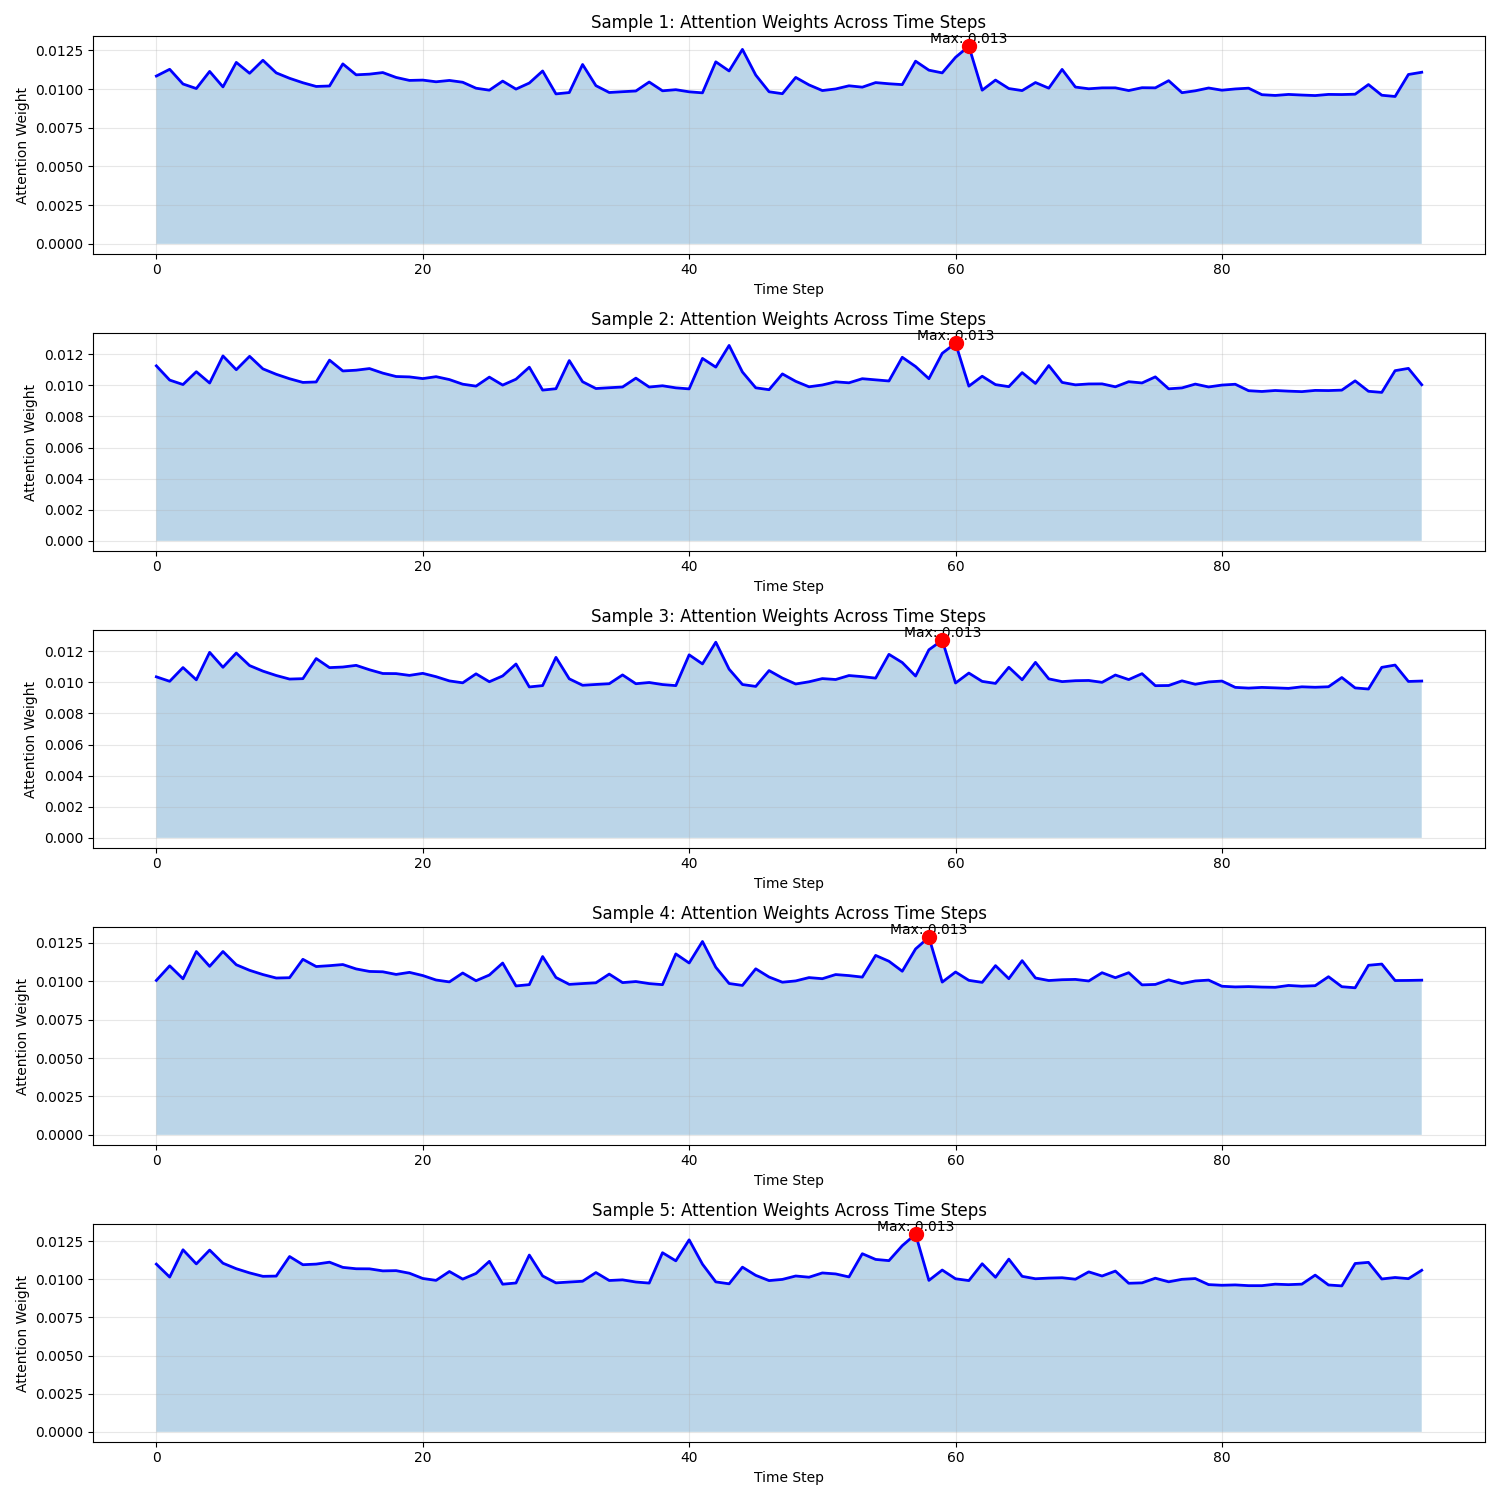 Sample 1: Attention Weights Across Time Steps
Max: 0.013
0.0125
0.0100
0.0075
0.0050
0.0025
0.0000
Attention Weight
0 20 40 60 80
Time Step
Sample 2: Attention Weights Across Time Steps
Max: 0.013
0.012
0.010
0.008
0.006
0.004
0.002
0.000
Attention Weight
0 20 40 60 80
Time Step
Sample 3: Attention Weights Across Time Steps
Max: 0.013
0.012
0.010
0.008
0.006
0.004
0.002
0.000
Attention Weight
0 20 40 60 80
Time Step
Sample 4: Attention Weights Across Time Steps
Max: 0.013
0.0125
0.0100
0.0075
0.0050
0.0025
0.0000
Attention Weight
0 20 40 60 80
Time Step
Sample 5: Attention Weights Across Time Steps
Max: 0.013
0.0125
0.0100
0.0075
0.0050
0.0025
0.0000
Attention Weight
0 20 40 60 80
Time Step